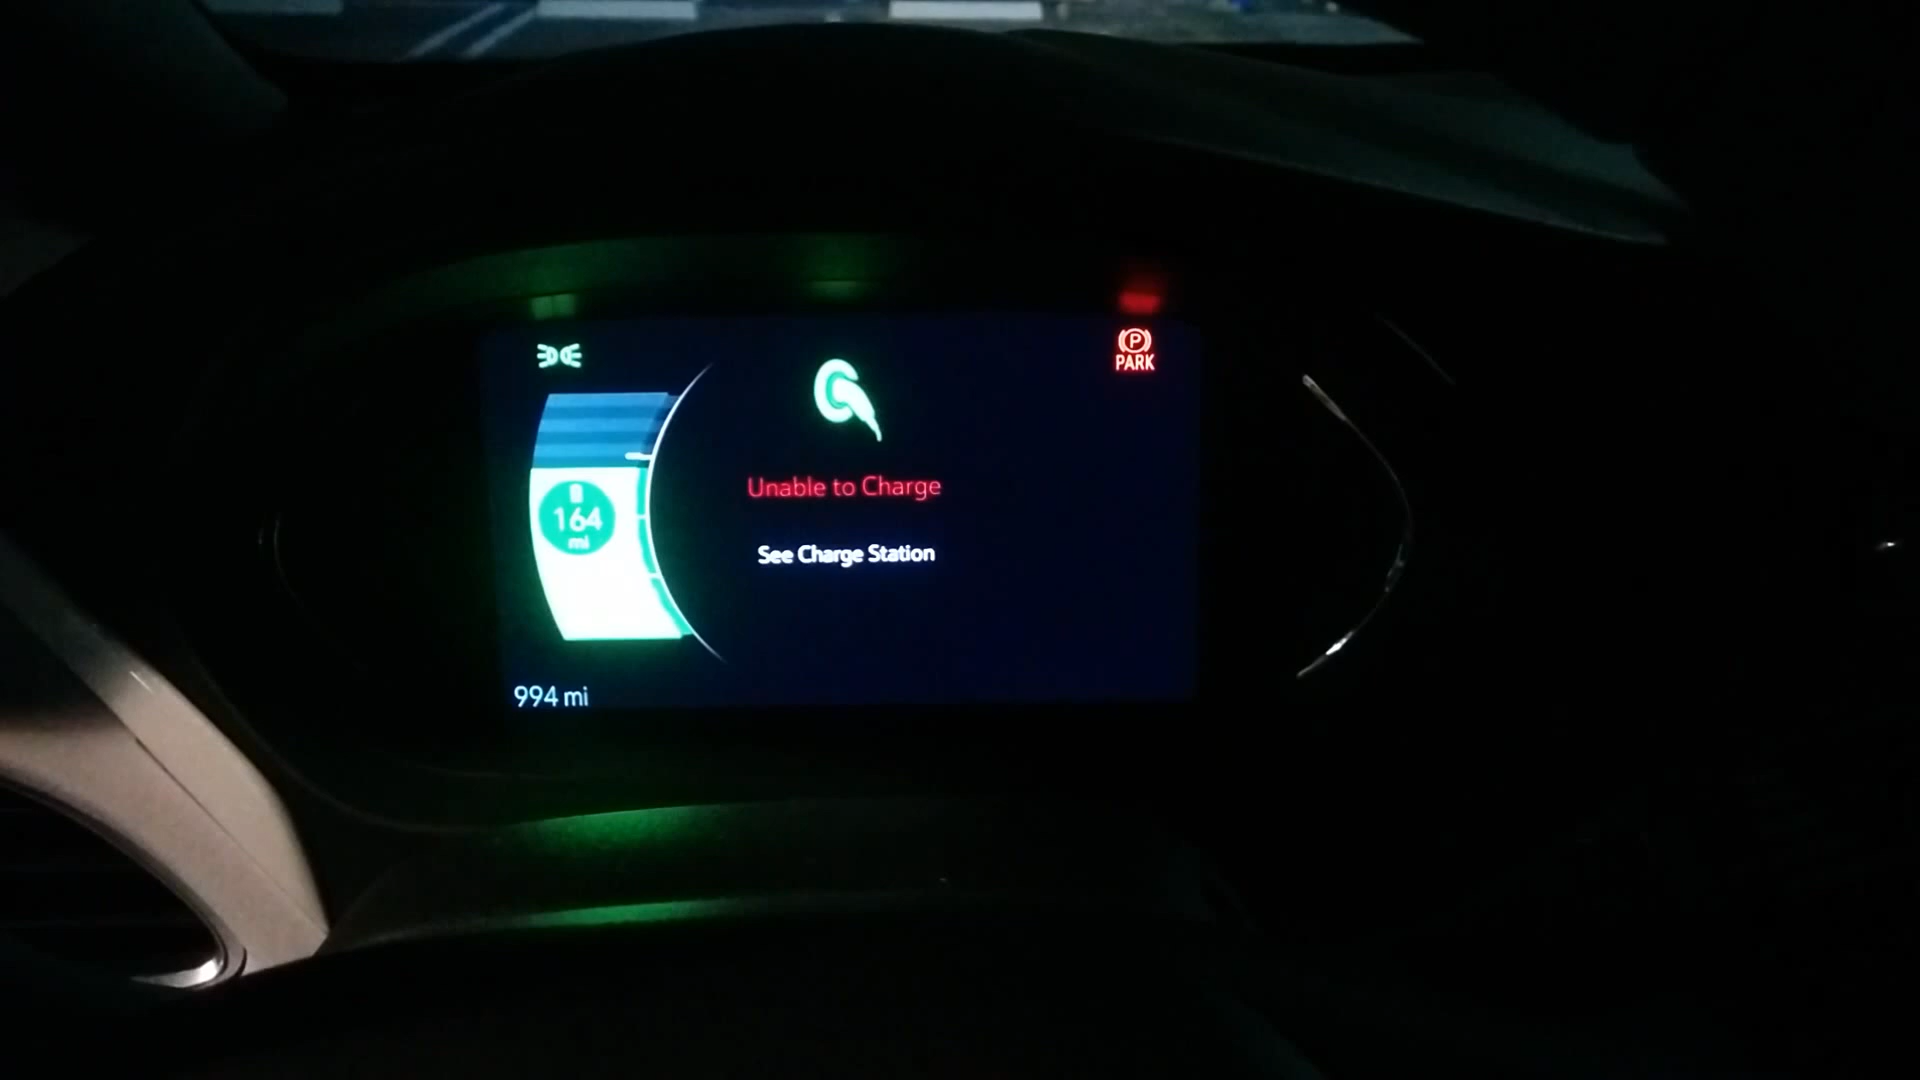 P
PARK
Unable to Charge
164
mi
See Charge Station
994 mi